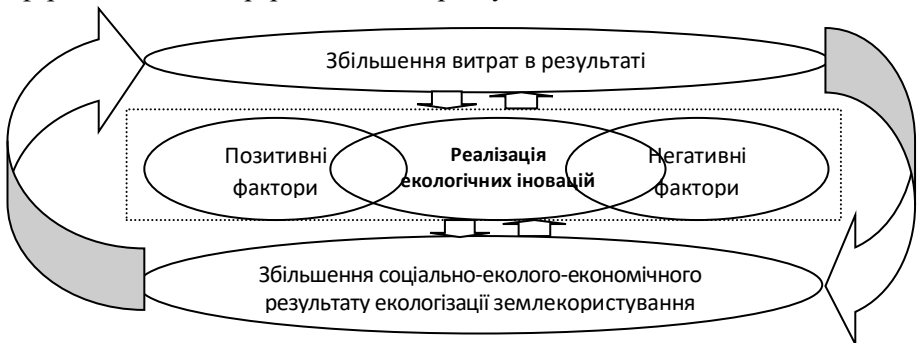 Збільшення витрат в результаті
Позитивні
фактори
Реалізація
екологічних іновацій
Негативні
фактори
Збільшення соціально-еколого-економічного
результату екологізації землекористування